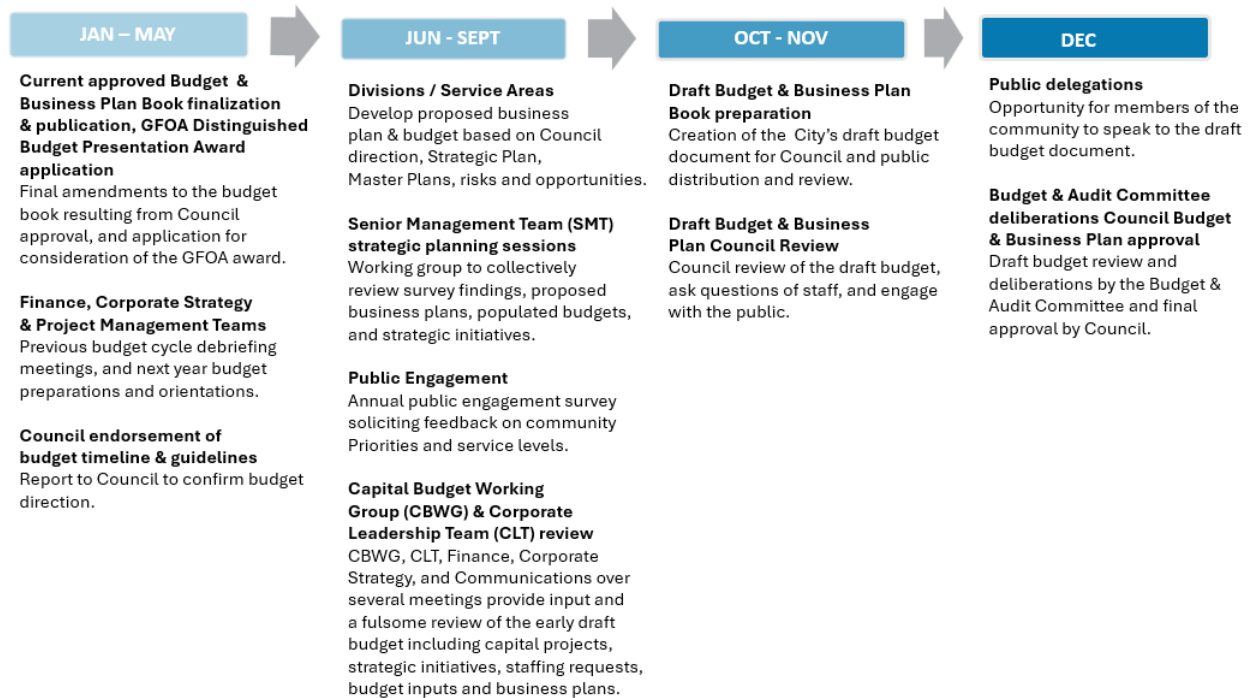 JAN – MAY
Current approved Budget &
Business Plan Book finalization
& publication, GFOA Distinguished
Budget Presentation Award
application
Final amendments to the budget
book resulting from Council
approval, and application for
consideration of the GFOA award.
Finance, Corporate Strategy
& Project Management Teams
Previous budget cycle debriefing
meetings, and next year budget
preparations and orientations.
Council endorsement of
budget timeline & guidelines
Report to Council to confirm budget
direction.
JUN - SEPT
Divisions / Service Areas
Develop proposed business
plan & budget based on Council
direction, Strategic Plan,
Master Plans, risks and opportunities.
Senior Management Team (SMT)
strategic planning sessions
Working group to collectively
review survey findings, proposed
business plans, populated budgets,
and strategic initiatives.
Public Engagement
Annual public engagement survey
soliciting feedback on community
Priorities and service levels.
Capital Budget Working
Group (CBWG) & Corporate
Leadership Team (CLT) review
CBWG, CLT, Finance, Corporate
Strategy, and Communications over
several meetings provide input and
a fulsome review of the early draft
budget including capital projects,
strategic initiatives, staffing requests,
budget inputs and business plans.
OCT - NOV
Draft Budget & Business Plan
Book preparation
Creation of the City's draft budget
document for Council and public
distribution and review.
Draft Budget & Business
Plan Council Review
Council review of the draft budget,
ask questions of staff, and engage
with the public.
DEC
Public delegations
Opportunity for members of the
community to speak to the draft
budget document.
Budget & Audit Committee
deliberations Council Budget
& Business Plan approval
Draft budget review and
deliberations by the Budget &
Audit Committee and final
approval by Council.